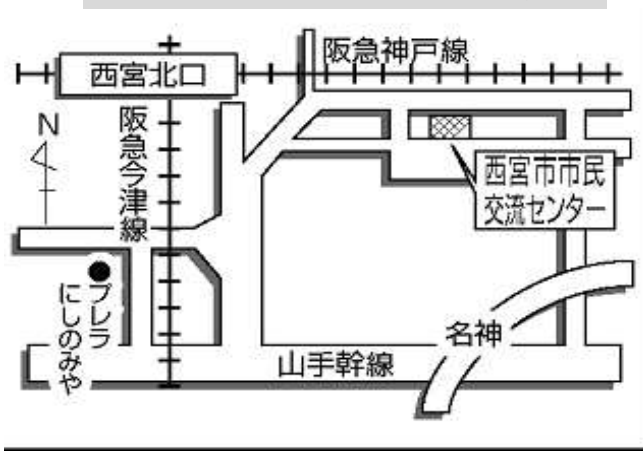 阪急神戸線
西宮北口
N
阪急今津線
西宮市市民
交流センター
プレラ
にしのみや
名神
山手幹線